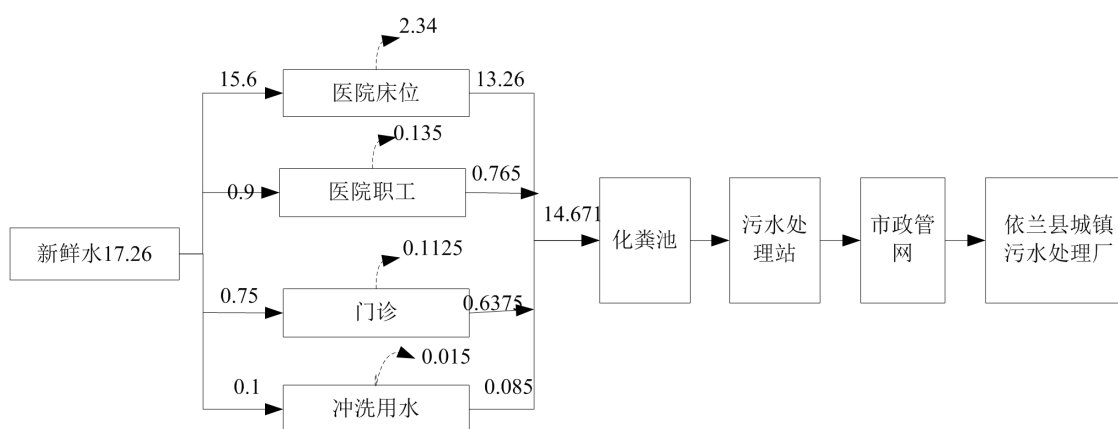 2.34
15.6
医院床位
13.26
0.135
0.9
医院职工
0.765
14.671
新鲜水17.26
化粪池
污水处
理站
市政管
网
依兰县城镇
污水处理厂
0.1125
0.75
门诊
0.6375
0.015
0.1
冲洗用水
0.085